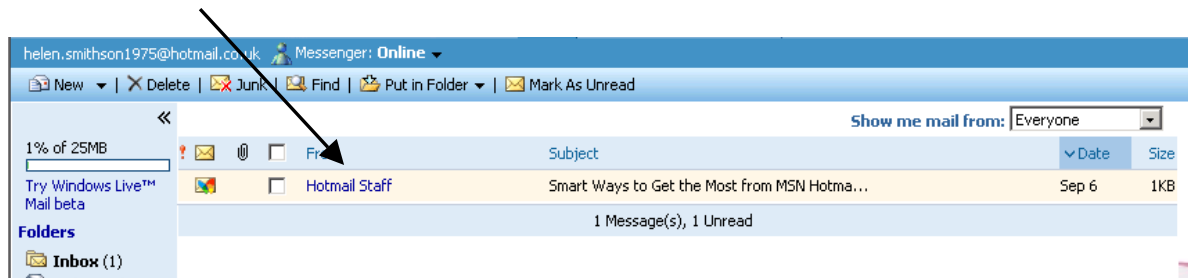 helen.smithson1975@hotmail.co.uk Messenger: Online
New | Delete | Junk | Find | Put in Folder | Mark As Unread
Show me mail from: Everyone
1% of 25MB
! From Subject Date Size
Try Windows Live™ Mail beta
Hotmail Staff Smart Ways to Get the Most from MSN Hotma... Sep 6 1KB
1 Message(s), 1 Unread
Folders
Inbox (1)